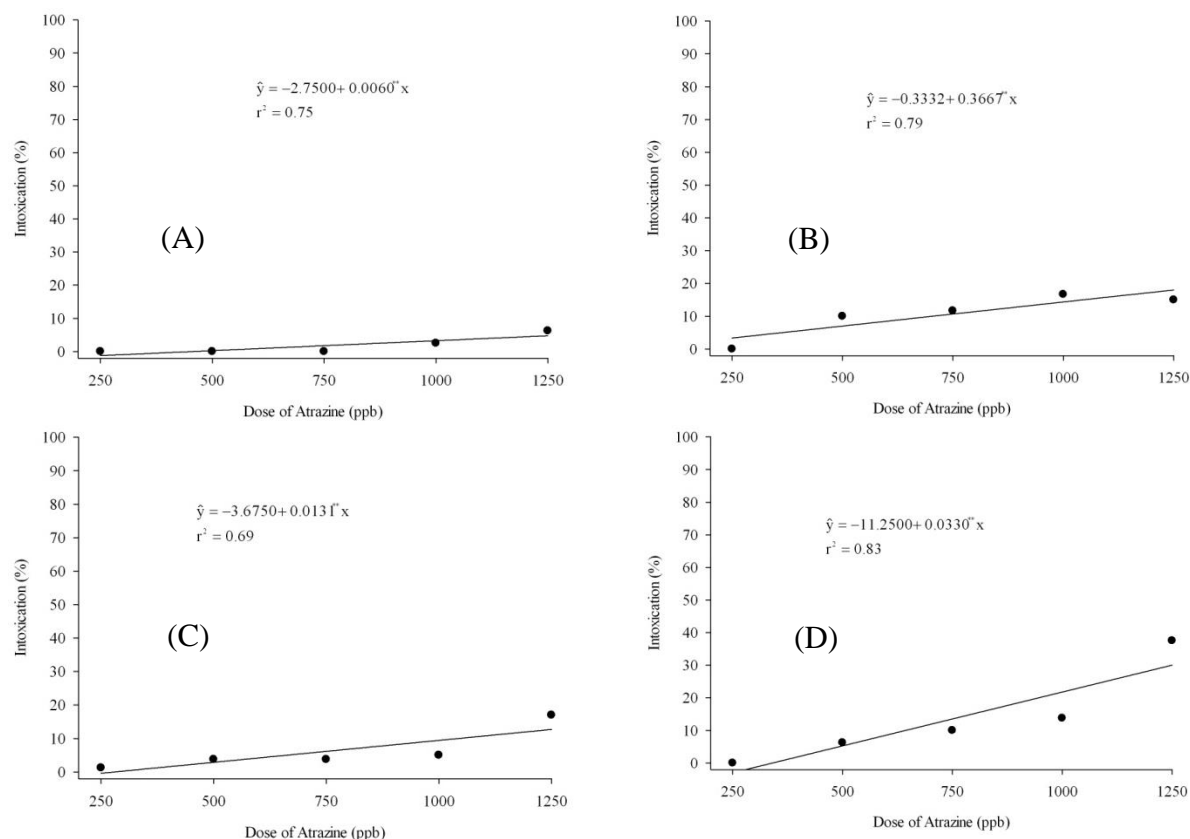 100
90
80
70
60
50
40
30
20
10
0
Intoxication (%)
ŷ = −2.7500+ 0.0060** x
r² = 0.75
(A)
250 500 750 1000 1250
Dose of Atrazine (ppb)
100
90
80
70
60
50
40
30
20
10
0
Intoxication (%)
ŷ = −0.3332+ 0.3667** x
r² = 0.79
(B)
250 500 750 1000 1250
Dose of Atrazine (ppb)
100
90
80
70
60
50
40
30
20
10
0
Intoxication (%)
ŷ = −3.6750+ 0.0131** x
r² = 0.69
(C)
250 500 750 1000 1250
Dose of Atrazine (ppb)
100
90
80
70
60
50
40
30
20
10
0
Intoxication (%)
ŷ = −11.2500+ 0.0330** x
r² = 0.83
(D)
250 500 750 1000 1250
Dose of Atrazine (ppb)